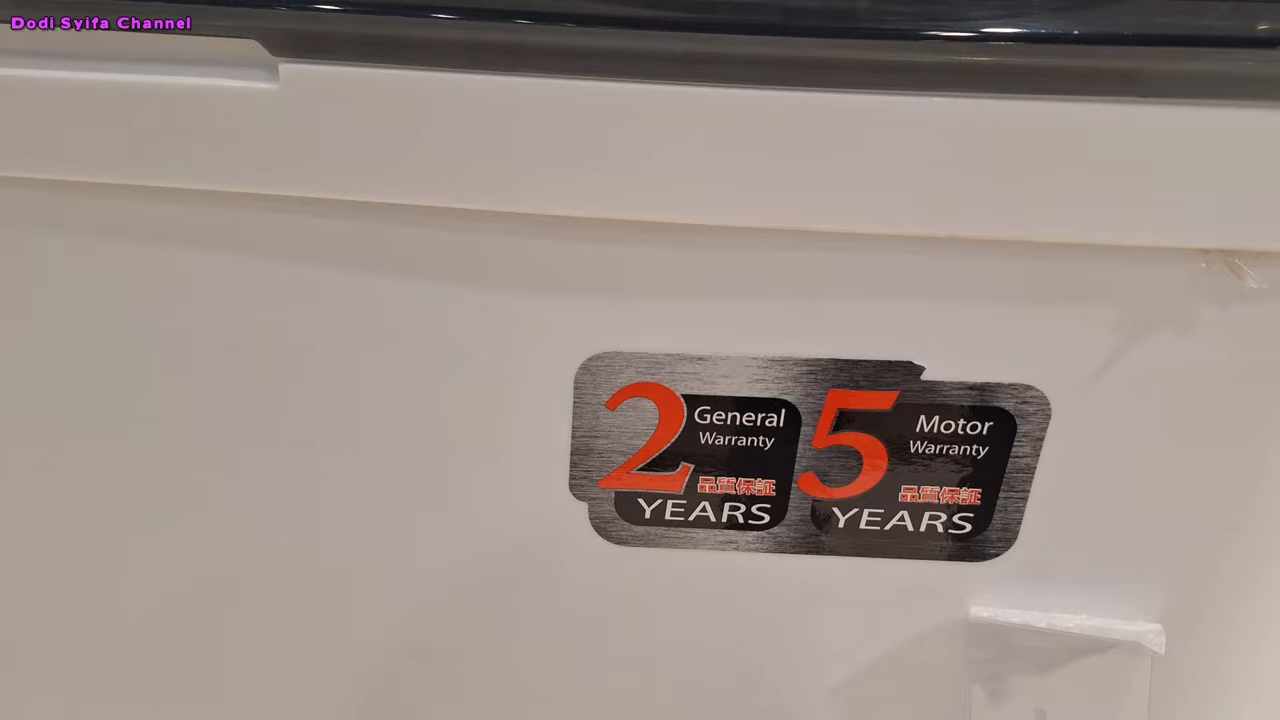 Dodi Syifa Channel
2
General
Warranty
品質保証
YEARS
5
Motor
Warranty
品質保証
YEARS